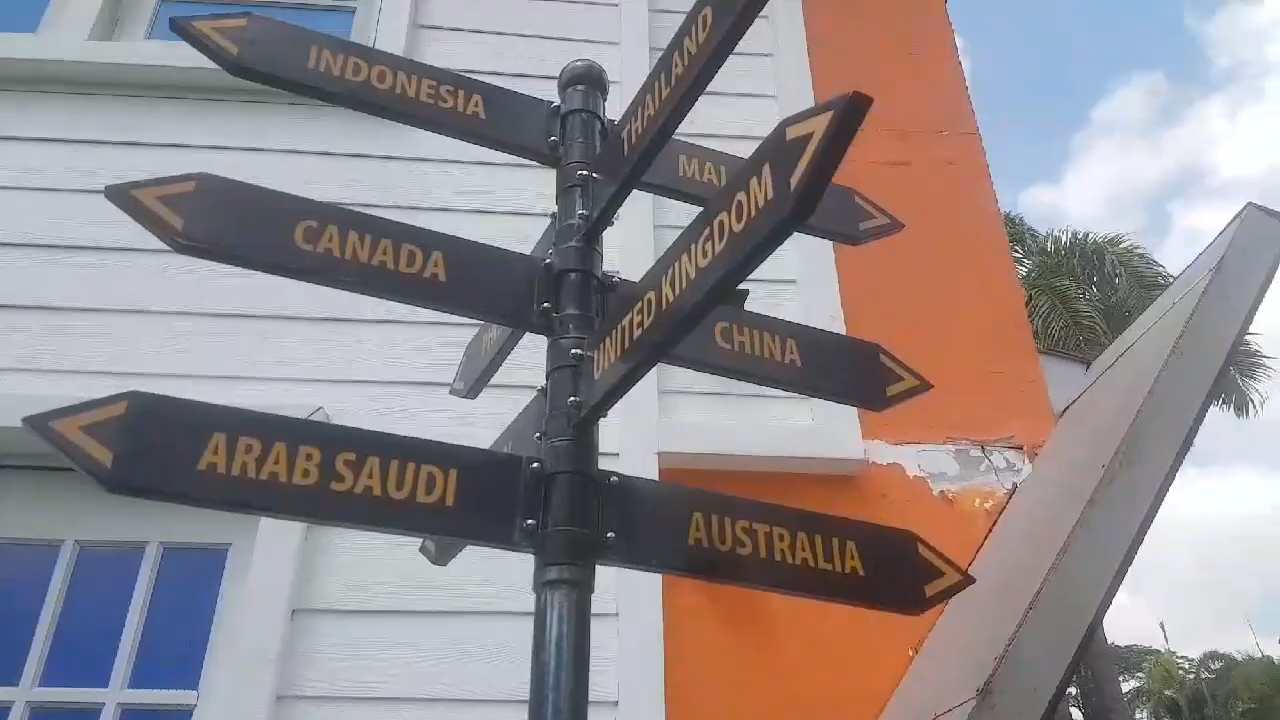 INDONESIA
THAILAND
CANADA
UNITED KINGDOM
CHINA
ARAB SAUDI
AUSTRALIA